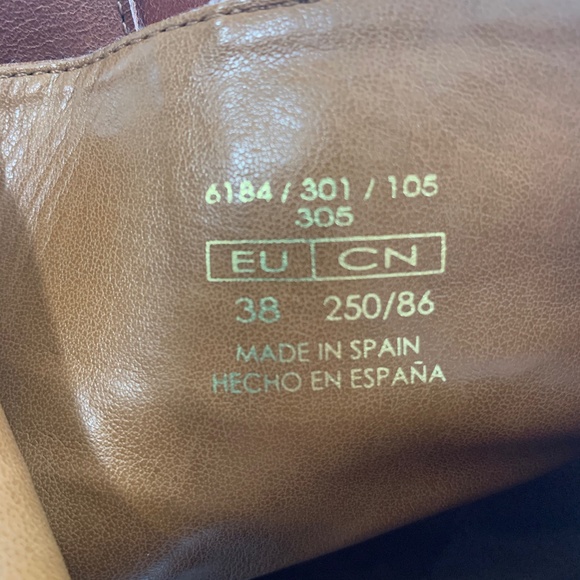 6184 / 301 / 105
305
EU CN
38 250/86
MADE IN SPAIN
HECHO EN ESPAÑA